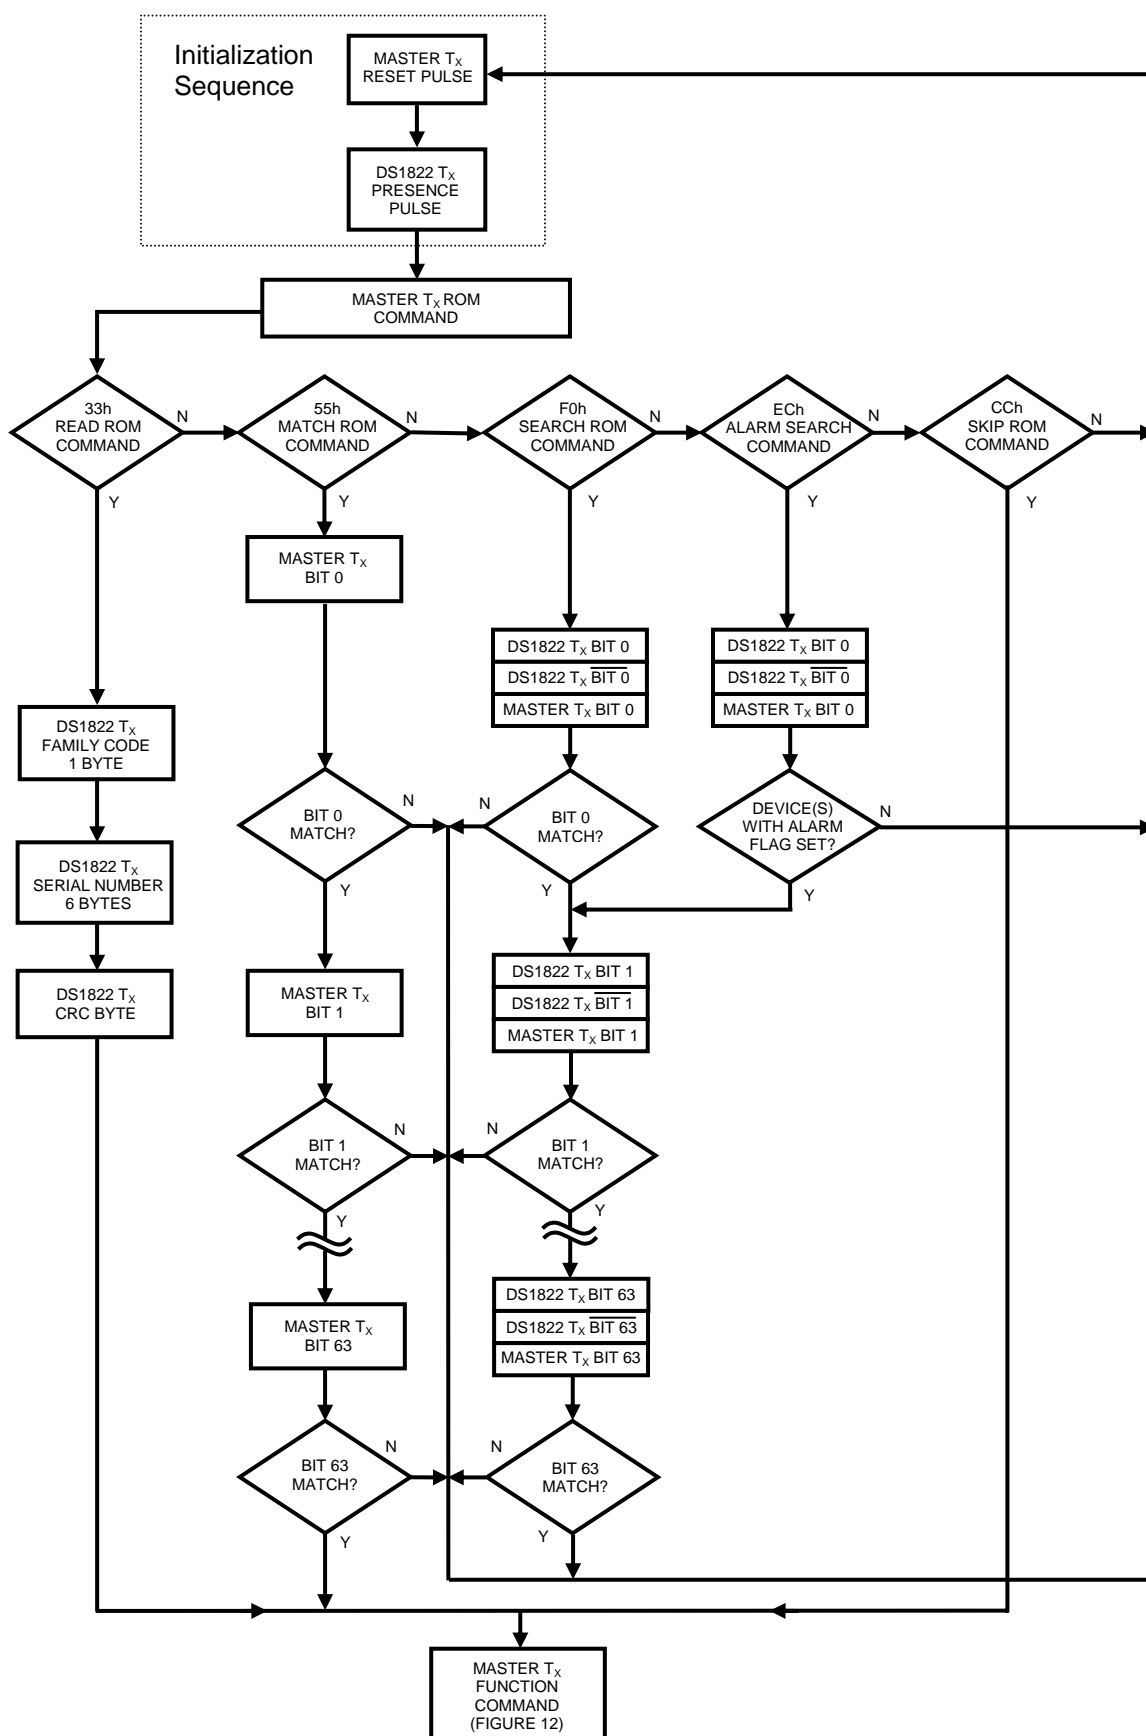 Initialization
Sequence
MASTER TX
RESET PULSE
DS1822 TX
PRESENCE
PULSE
MASTER TX ROM
COMMAND
33h
READ ROM
COMMAND
N
Y
55h
MATCH ROM
COMMAND
N
Y
F0h
SEARCH ROM
COMMAND
N
Y
ECh
ALARM SEARCH
COMMAND
N
Y
CCh
SKIP ROM
COMMAND
N
Y
MASTER TX
BIT 0
DS1822 TX BIT 0
DS1822 TX BIT 0
MASTER TX BIT 0
DS1822 TX BIT 0
DS1822 TX BIT 0
MASTER TX BIT 0
DS1822 TX
FAMILY CODE
1 BYTE
BIT 0
MATCH?
N
Y
BIT 0
MATCH?
N
Y
DEVICE(S)
WITH ALARM
FLAG SET?
N
Y
DS1822 TX
SERIAL NUMBER
6 BYTES
DS1822 TX
CRC BYTE
MASTER TX
BIT 1
DS1822 TX BIT 1
DS1822 TX BIT 1
MASTER TX BIT 1
BIT 1
MATCH?
N
Y
BIT 1
MATCH?
N
Y
MASTER TX
BIT 63
DS1822 TX BIT 63
DS1822 TX BIT 63
MASTER TX BIT 63
BIT 63
MATCH?
N
Y
BIT 63
MATCH?
N
Y
MASTER TX
FUNCTION
COMMAND
(FIGURE 12)